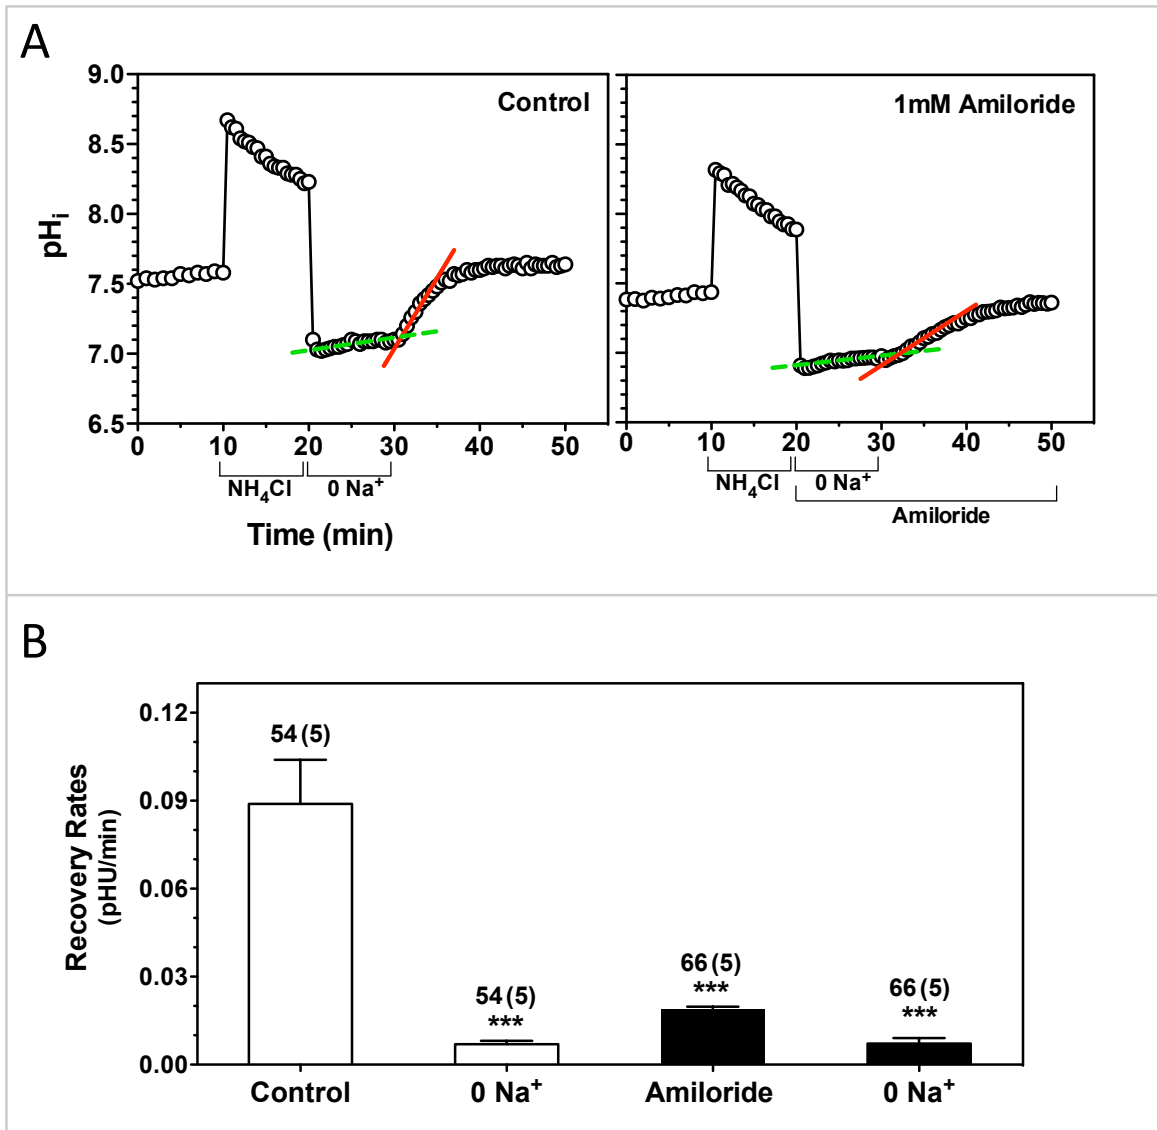 A
Control
1mM Amiloride
pHi
9.0
8.5
8.0
7.5
7.0
6.5
0 10 20 30 40 50
0 10 20 30 40 50
NH4Cl 0 Na+
NH4Cl 0 Na+
Amiloride
Time (min)
B
Recovery Rates
(pHU/min)
0.12
0.09
0.06
0.03
0.00
54 (5)
54 (5)
***
66 (5)
***
66 (5)
***
Control 0 Na+ Amiloride 0 Na+